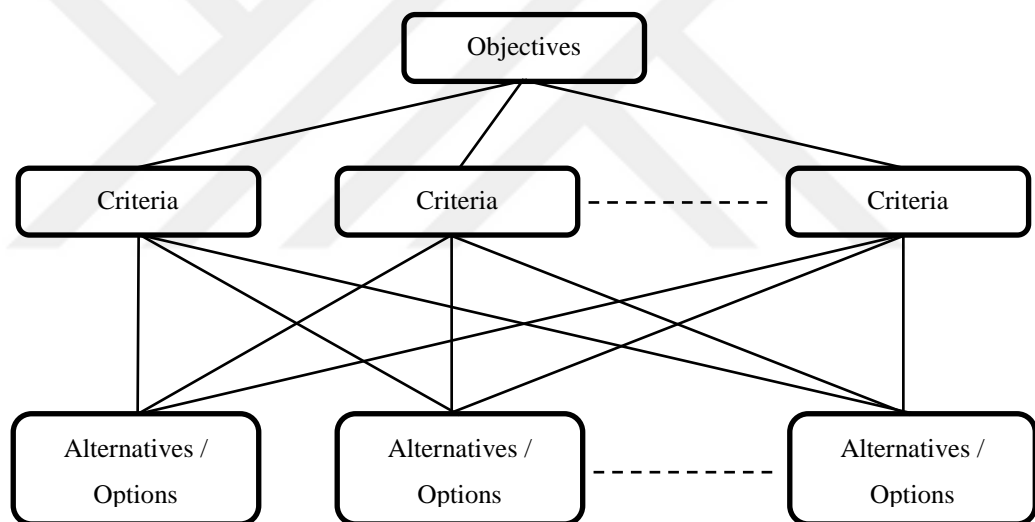 Objectives
Criteria
Criteria
Criteria
Alternatives /
Options
Alternatives /
Options
Alternatives /
Options